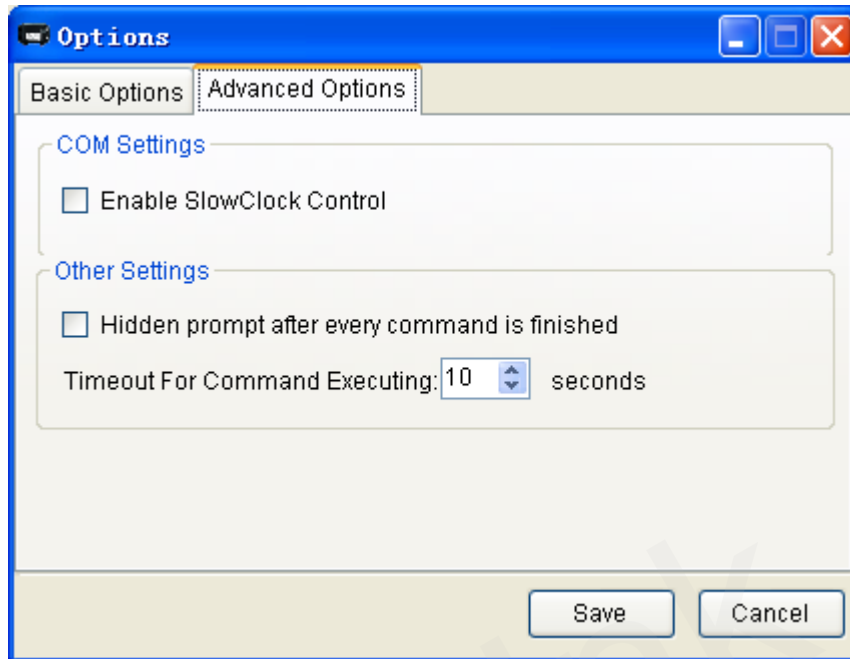 Options
Basic Options Advanced Options
COM Settings
Enable SlowClock Control
Other Settings
Hidden prompt after every command is finished
Timeout For Command Executing: 10 seconds
Save Cancel